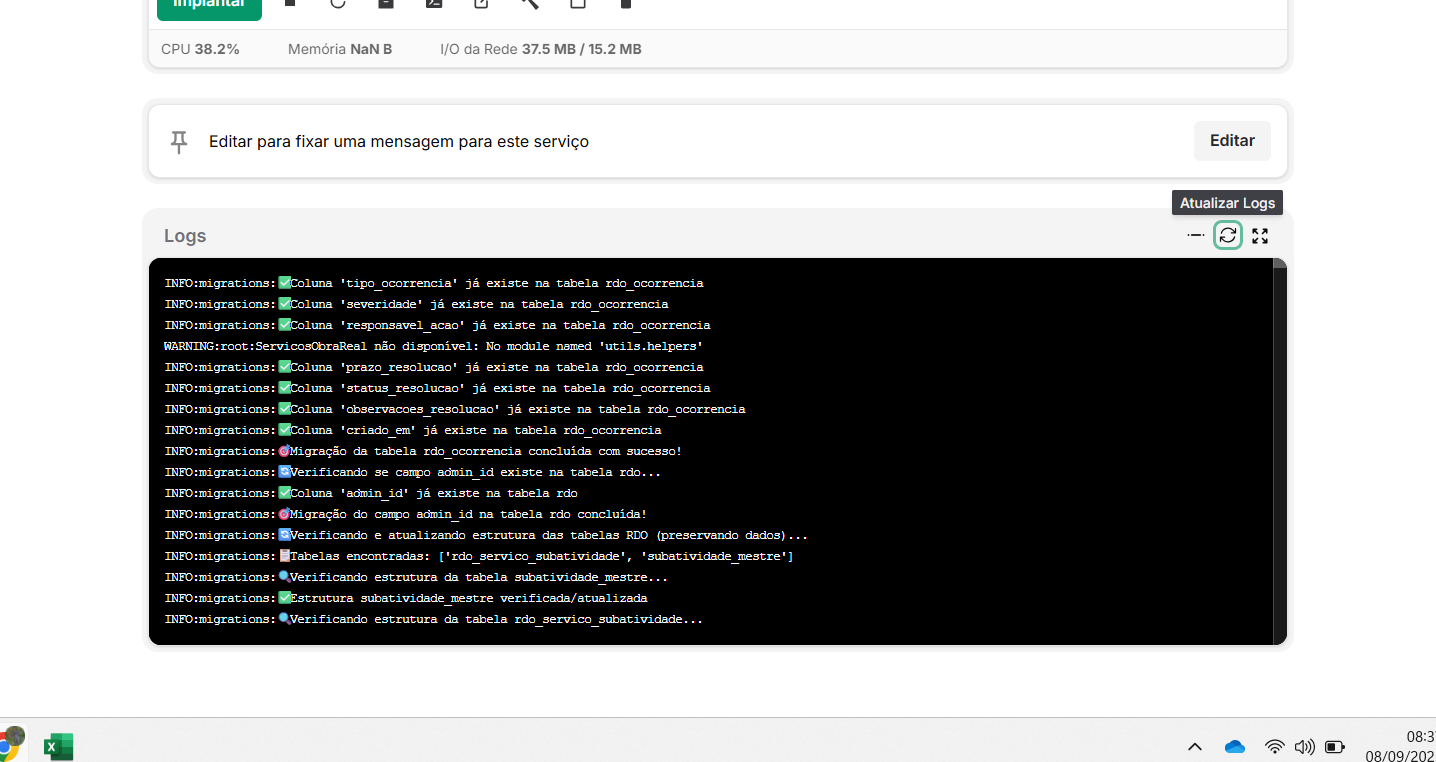 Implantar
CPU 38.2% Memória NaN B I/O da Rede 37.5 MB / 15.2 MB
Editar para fixar uma mensagem para este serviço
Editar
Atualizar Logs
Logs
INFO:migrations:✅Coluna 'tipo_ocorrencia' já existe na tabela rdo_ocorrencia
INFO:migrations:✅Coluna 'severidade' já existe na tabela rdo_ocorrencia
INFO:migrations:✅Coluna 'responsavel_acao' já existe na tabela rdo_ocorrencia
WARNING:root:ServicosObraReal não disponível: No module named 'utils.helpers'
INFO:migrations:✅Coluna 'prazo_resolucao' já existe na tabela rdo_ocorrencia
INFO:migrations:✅Coluna 'status_resolucao' já existe na tabela rdo_ocorrencia
INFO:migrations:✅Coluna 'observacoes_resolucao' já existe na tabela rdo_ocorrencia
INFO:migrations:✅Coluna 'criado_em' já existe na tabela rdo_ocorrencia
INFO:migrations:🎯Migração da tabela rdo_ocorrencia concluída com sucesso!
INFO:migrations:🔄Verificando se campo admin_id existe na tabela rdo...
INFO:migrations:✅Coluna 'admin_id' já existe na tabela rdo
INFO:migrations:🎯Migração do campo admin_id na tabela rdo concluída!
INFO:migrations:🔄Verificando e atualizando estrutura das tabelas RDO (preservando dados)...
INFO:migrations:📋Tabelas encontradas: ['rdo_servico_subatividade', 'subatividade_mestre']
INFO:migrations:🔍Verificando estrutura da tabela subatividade_mestre...
INFO:migrations:✅Estrutura subatividade_mestre verificada/atualizada
INFO:migrations:🔍Verificando estrutura da tabela rdo_servico_subatividade...
08:3
08/09/202